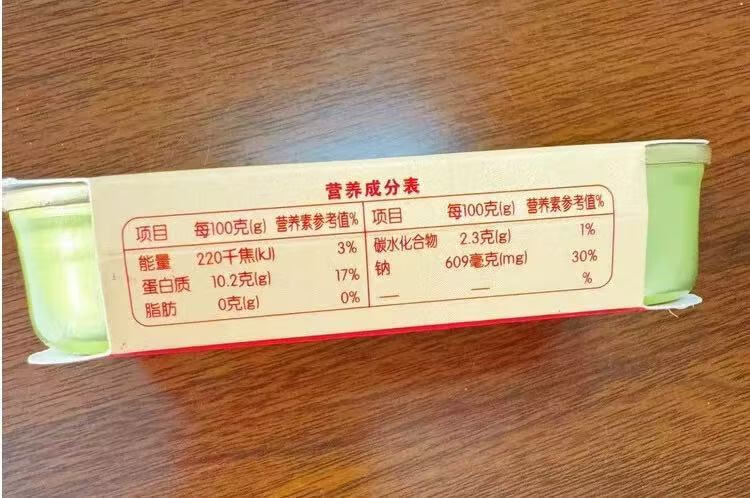 营养成分表
项目 每100克(g) 营养素参考值%
能量 220千焦(kJ) 3%
蛋白质 10.2克(g) 17%
脂肪 0克(g) 0%
项目 每100克(g) 营养素参考值%
碳水化合物 2.3克(g) 1%
钠 609毫克(mg) 30%
— — %